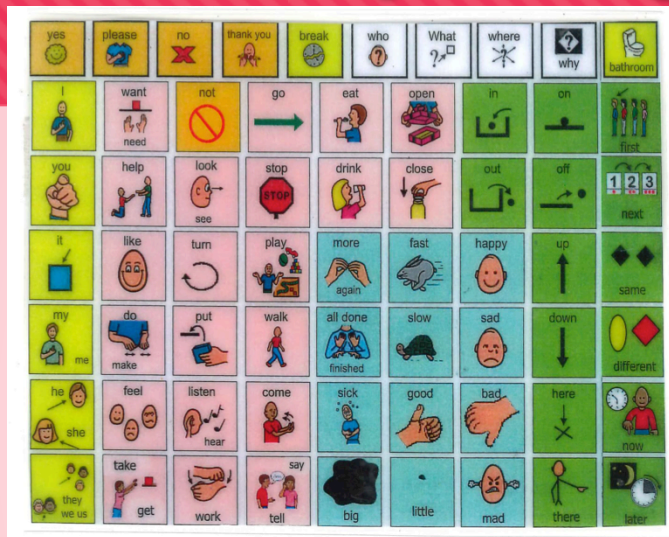 yes please no thank you break who What where why bathroom
I want need not go eat open in on first
you help look see stop STOP drink close out off 1 2 3 next
it like turn play more again fast happy up same
my me do make put walk all done finished slow sad down different
he she feel listen hear come sick good bad here now
they we us take get work say tell big little mad there later